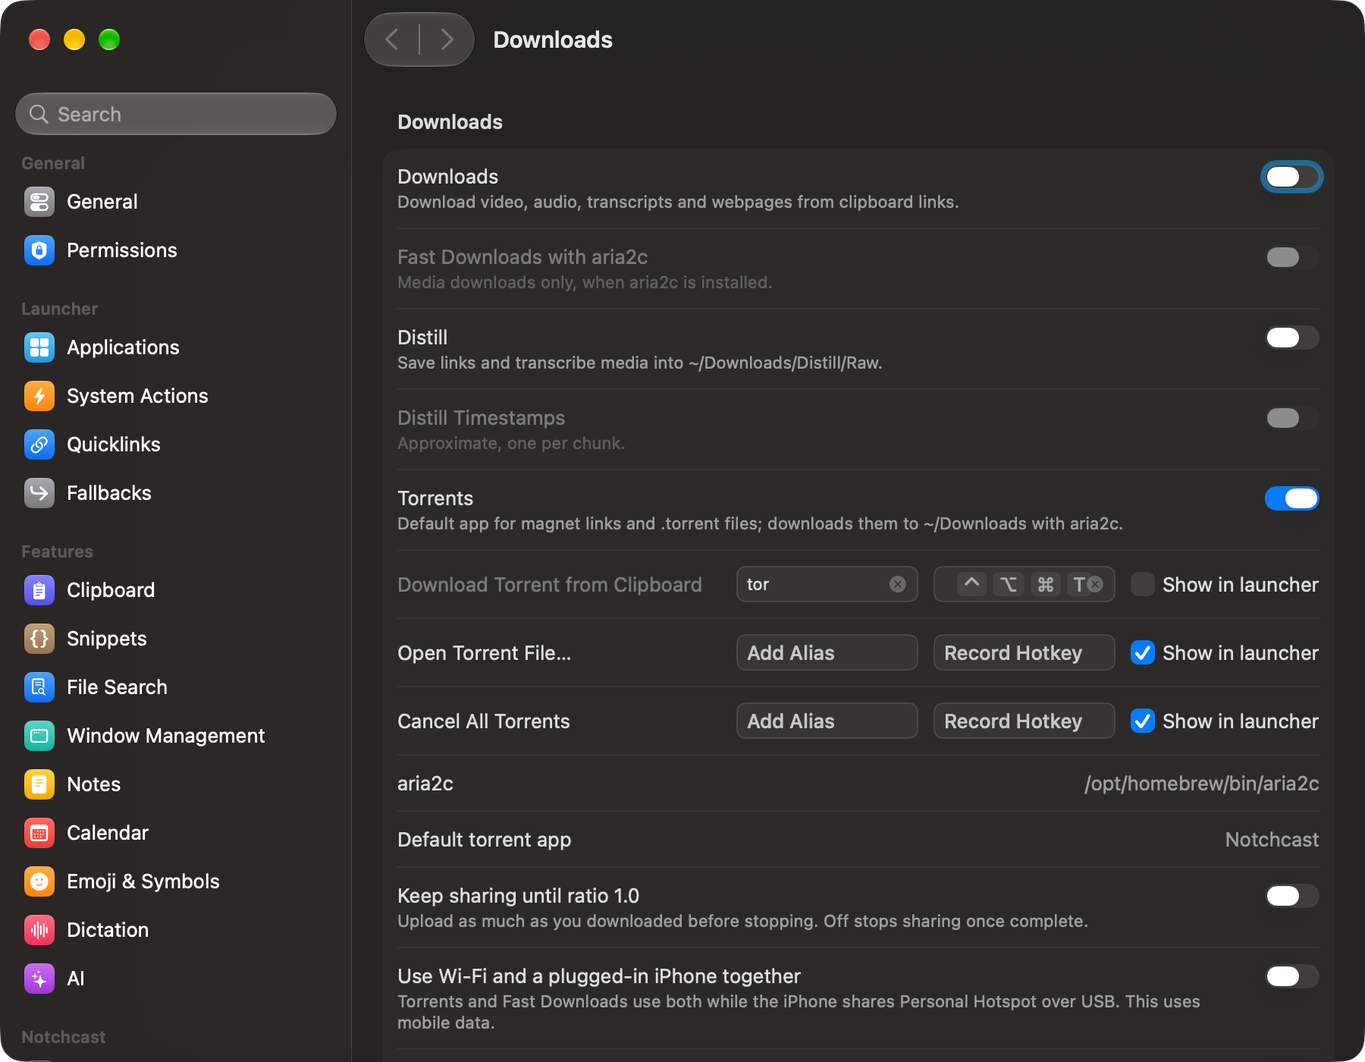 Downloads
Search
General
General
Permissions
Launcher
Applications
System Actions
Quicklinks
Fallbacks
Features
Clipboard
Snippets
File Search
Window Management
Notes
Calendar
Emoji & Symbols
Dictation
AI
Notchcast
Downloads
Downloads
Download video, audio, transcripts and webpages from clipboard links.
Fast Downloads with aria2c
Media downloads only, when aria2c is installed.
Distill
Save links and transcribe media into ~/Downloads/Distill/Raw.
Distill Timestamps
Approximate, one per chunk.
Torrents
Default app for magnet links and .torrent files; downloads them to ~/Downloads with aria2c.
Download Torrent from Clipboard tor ⌃ ⌥ ⌘ T Show in launcher
Open Torrent File... Add Alias Record Hotkey Show in launcher
Cancel All Torrents Add Alias Record Hotkey Show in launcher
aria2c /opt/homebrew/bin/aria2c
Default torrent app Notchcast
Keep sharing until ratio 1.0
Upload as much as you downloaded before stopping. Off stops sharing once complete.
Use Wi-Fi and a plugged-in iPhone together
Torrents and Fast Downloads use both while the iPhone shares Personal Hotspot over USB. This uses
mobile data.